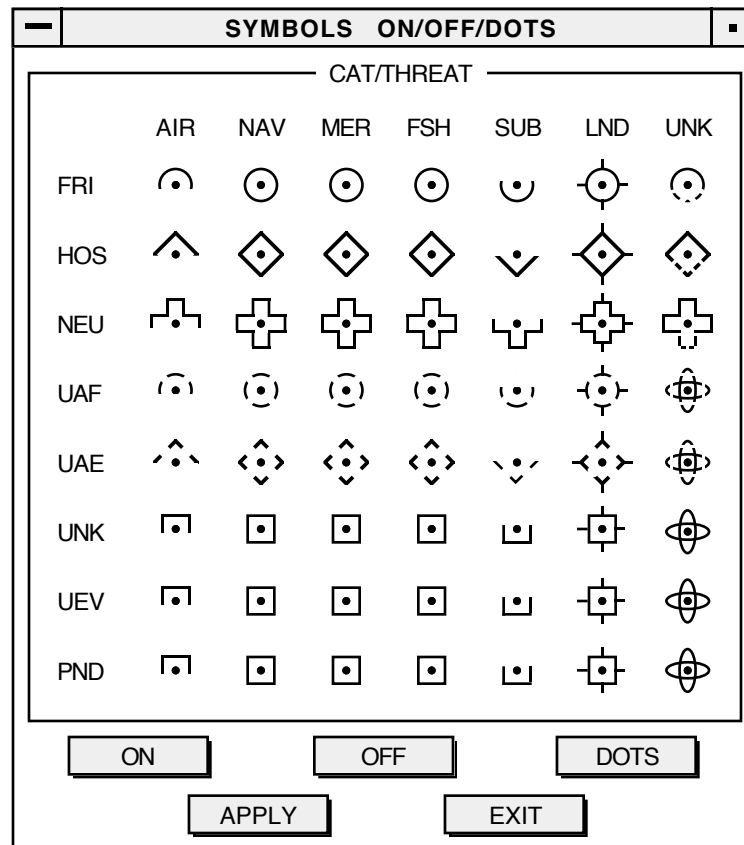 SYMBOLS ON/OFF/DOTS
CAT/THREAT
AIR NAV MER FSH SUB LND UNK
FRI
HOS
NEU
UAF
UAE
UNK
UEV
PND
ON OFF DOTS
APPLY EXIT